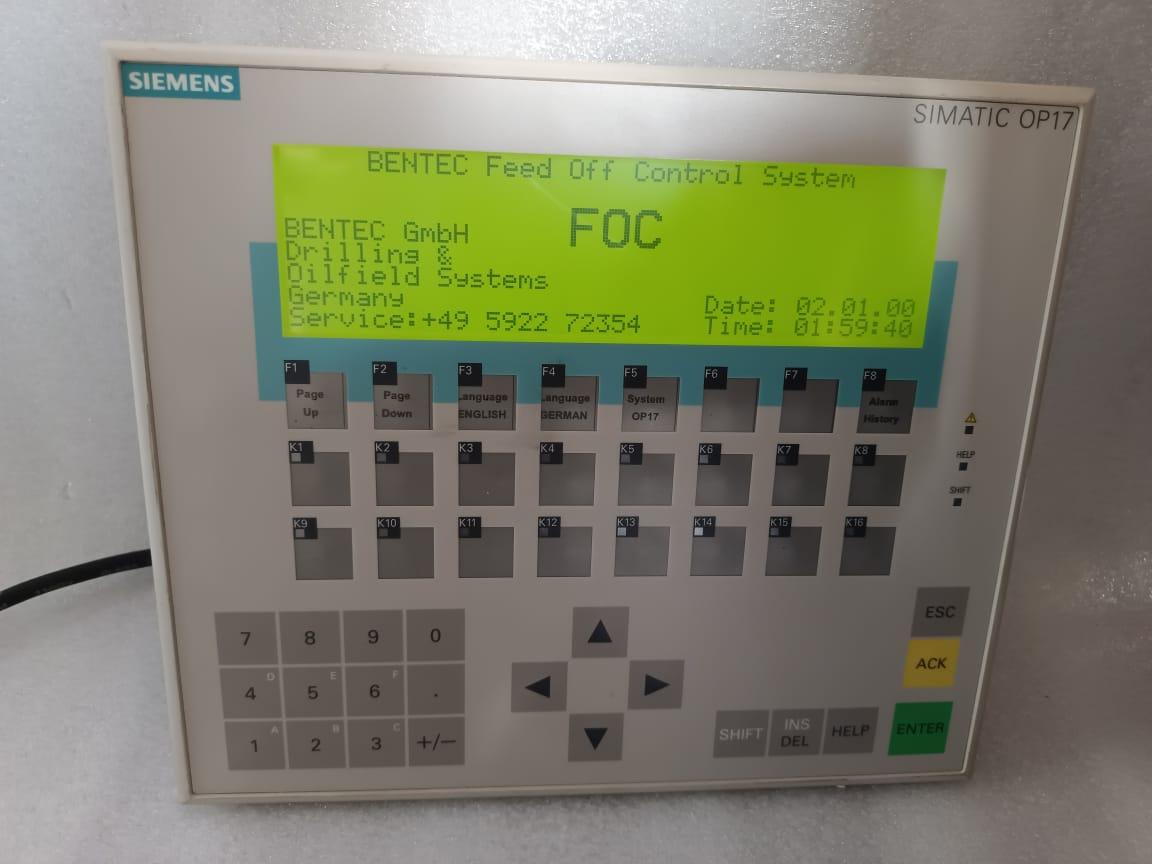 SIEMENS
SIMATIC OP17
BENTEC Feed Off Control System
FOC
BENTEC GmbH
Drilling &
Oilfield Systems
Germany
Service:+49 5922 72354
Date: 02.01.00
Time: 01:59:40
F1 F2 F3 F4 F5 F6 F7 F8
Page Up
Page Down
Language ENGLISH
Language GERMAN
System OP17
Alarm History
K1 K2 K3 K4 K5 K6 K7 K8
HELP
SHIFT
K9 K10 K11 K12 K13 K14 K15 K16
7 8 9 0
4 D 5 E 6 F .
1 A 2 B 3 C +/−
ESC
ACK
SHIFT
INS
DEL
HELP
ENTER